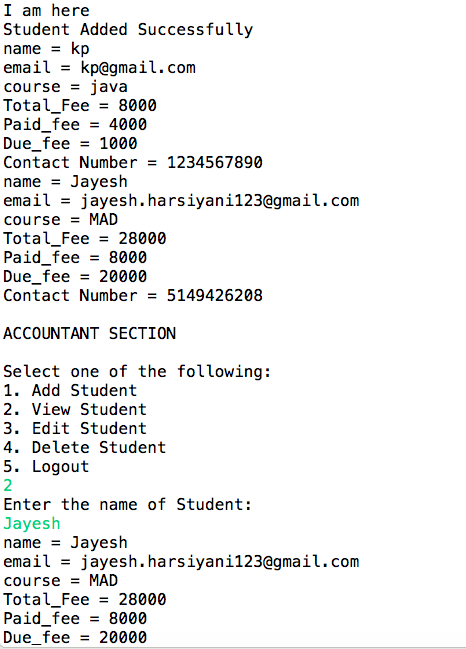 I am here
Student Added Successfully
name = kp
email = kp@gmail.com
course = java
Total_Fee = 8000
Paid_fee = 4000
Due_fee = 1000
Contact Number = 1234567890
name = Jayesh
email = jayesh.harsiyani123@gmail.com
course = MAD
Total_Fee = 28000
Paid_fee = 8000
Due_fee = 20000
Contact Number = 5149426208

ACCOUNTANT SECTION

Select one of the following:
1. Add Student
2. View Student
3. Edit Student
4. Delete Student
5. Logout
2
Enter the name of Student:
Jayesh
name = Jayesh
email = jayesh.harsiyani123@gmail.com
course = MAD
Total_Fee = 28000
Paid_fee = 8000
Due_fee = 20000